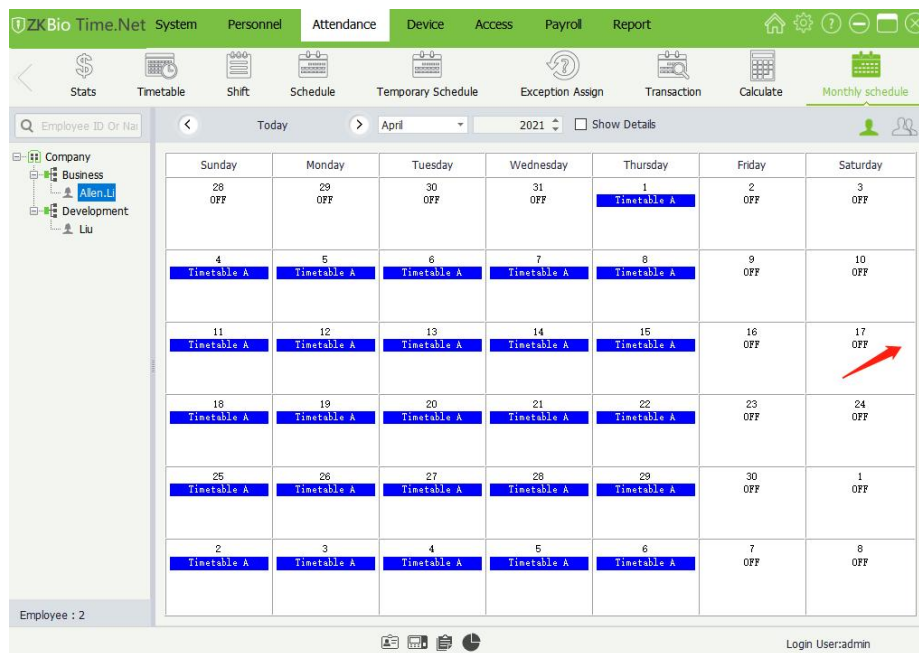 ZKBio Time.Net System Personnel Attendance Device Access Payroll Report
Stats Timetable Shift Schedule Temporary Schedule Exception Assign Transaction Calculate Monthly schedule
Employee ID Or Nar Today April 2021 Show Details
Company
Business
Allen.Li
Development
Liu
Sunday Monday Tuesday Wednesday Thursday Friday Saturday
28 29 30 31 1 2 3
OFF OFF OFF OFF Timetable A OFF OFF
4 5 6 7 8 9 10
Timetable A Timetable A Timetable A Timetable A Timetable A OFF OFF
11 12 13 14 15 16 17
Timetable A Timetable A Timetable A Timetable A Timetable A OFF OFF
18 19 20 21 22 23 24
Timetable A Timetable A Timetable A Timetable A Timetable A OFF OFF
25 26 27 28 29 30 1
Timetable A Timetable A Timetable A Timetable A Timetable A OFF OFF
2 3 4 5 6 7 8
Timetable A Timetable A Timetable A Timetable A Timetable A OFF OFF
Employee : 2
Login User:admin